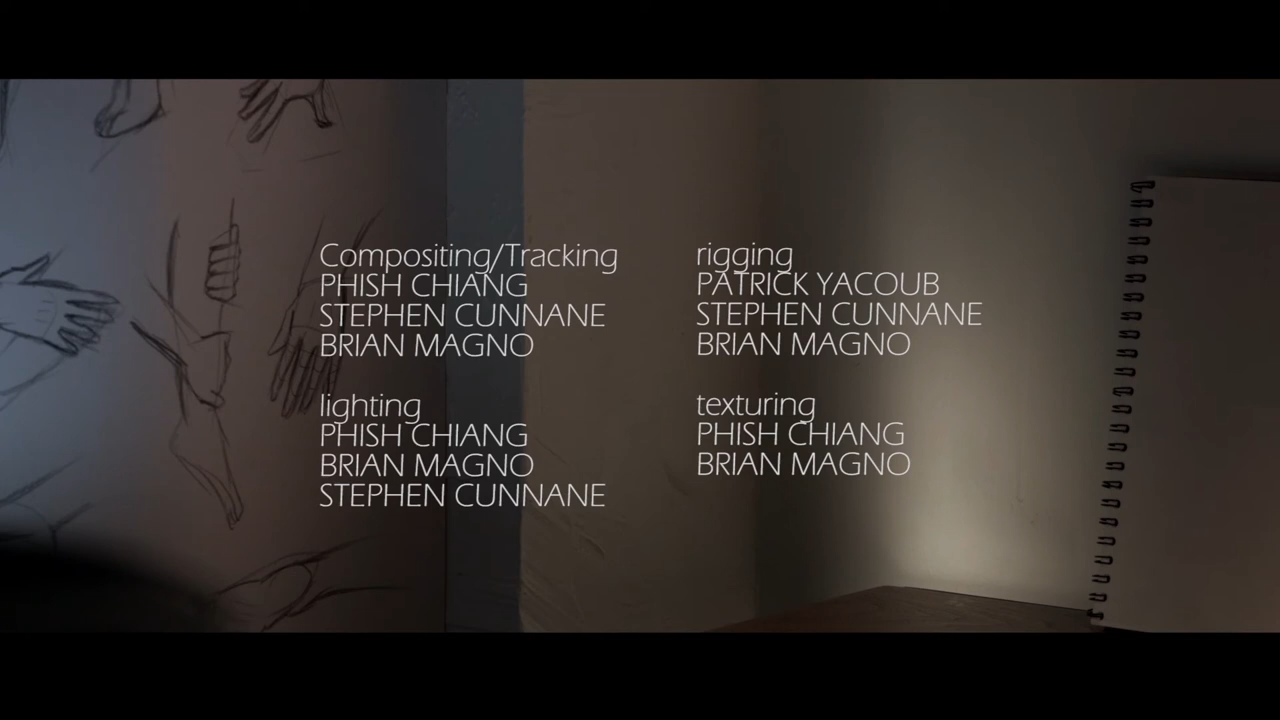 Compositing/Tracking
PHISH CHIANG
STEPHEN CUNNANE
BRIAN MAGNO
lighting
PHISH CHIANG
BRIAN MAGNO
STEPHEN CUNNANE
rigging
PATRICK YACOUB
STEPHEN CUNNANE
BRIAN MAGNO
texturing
PHISH CHIANG
BRIAN MAGNO